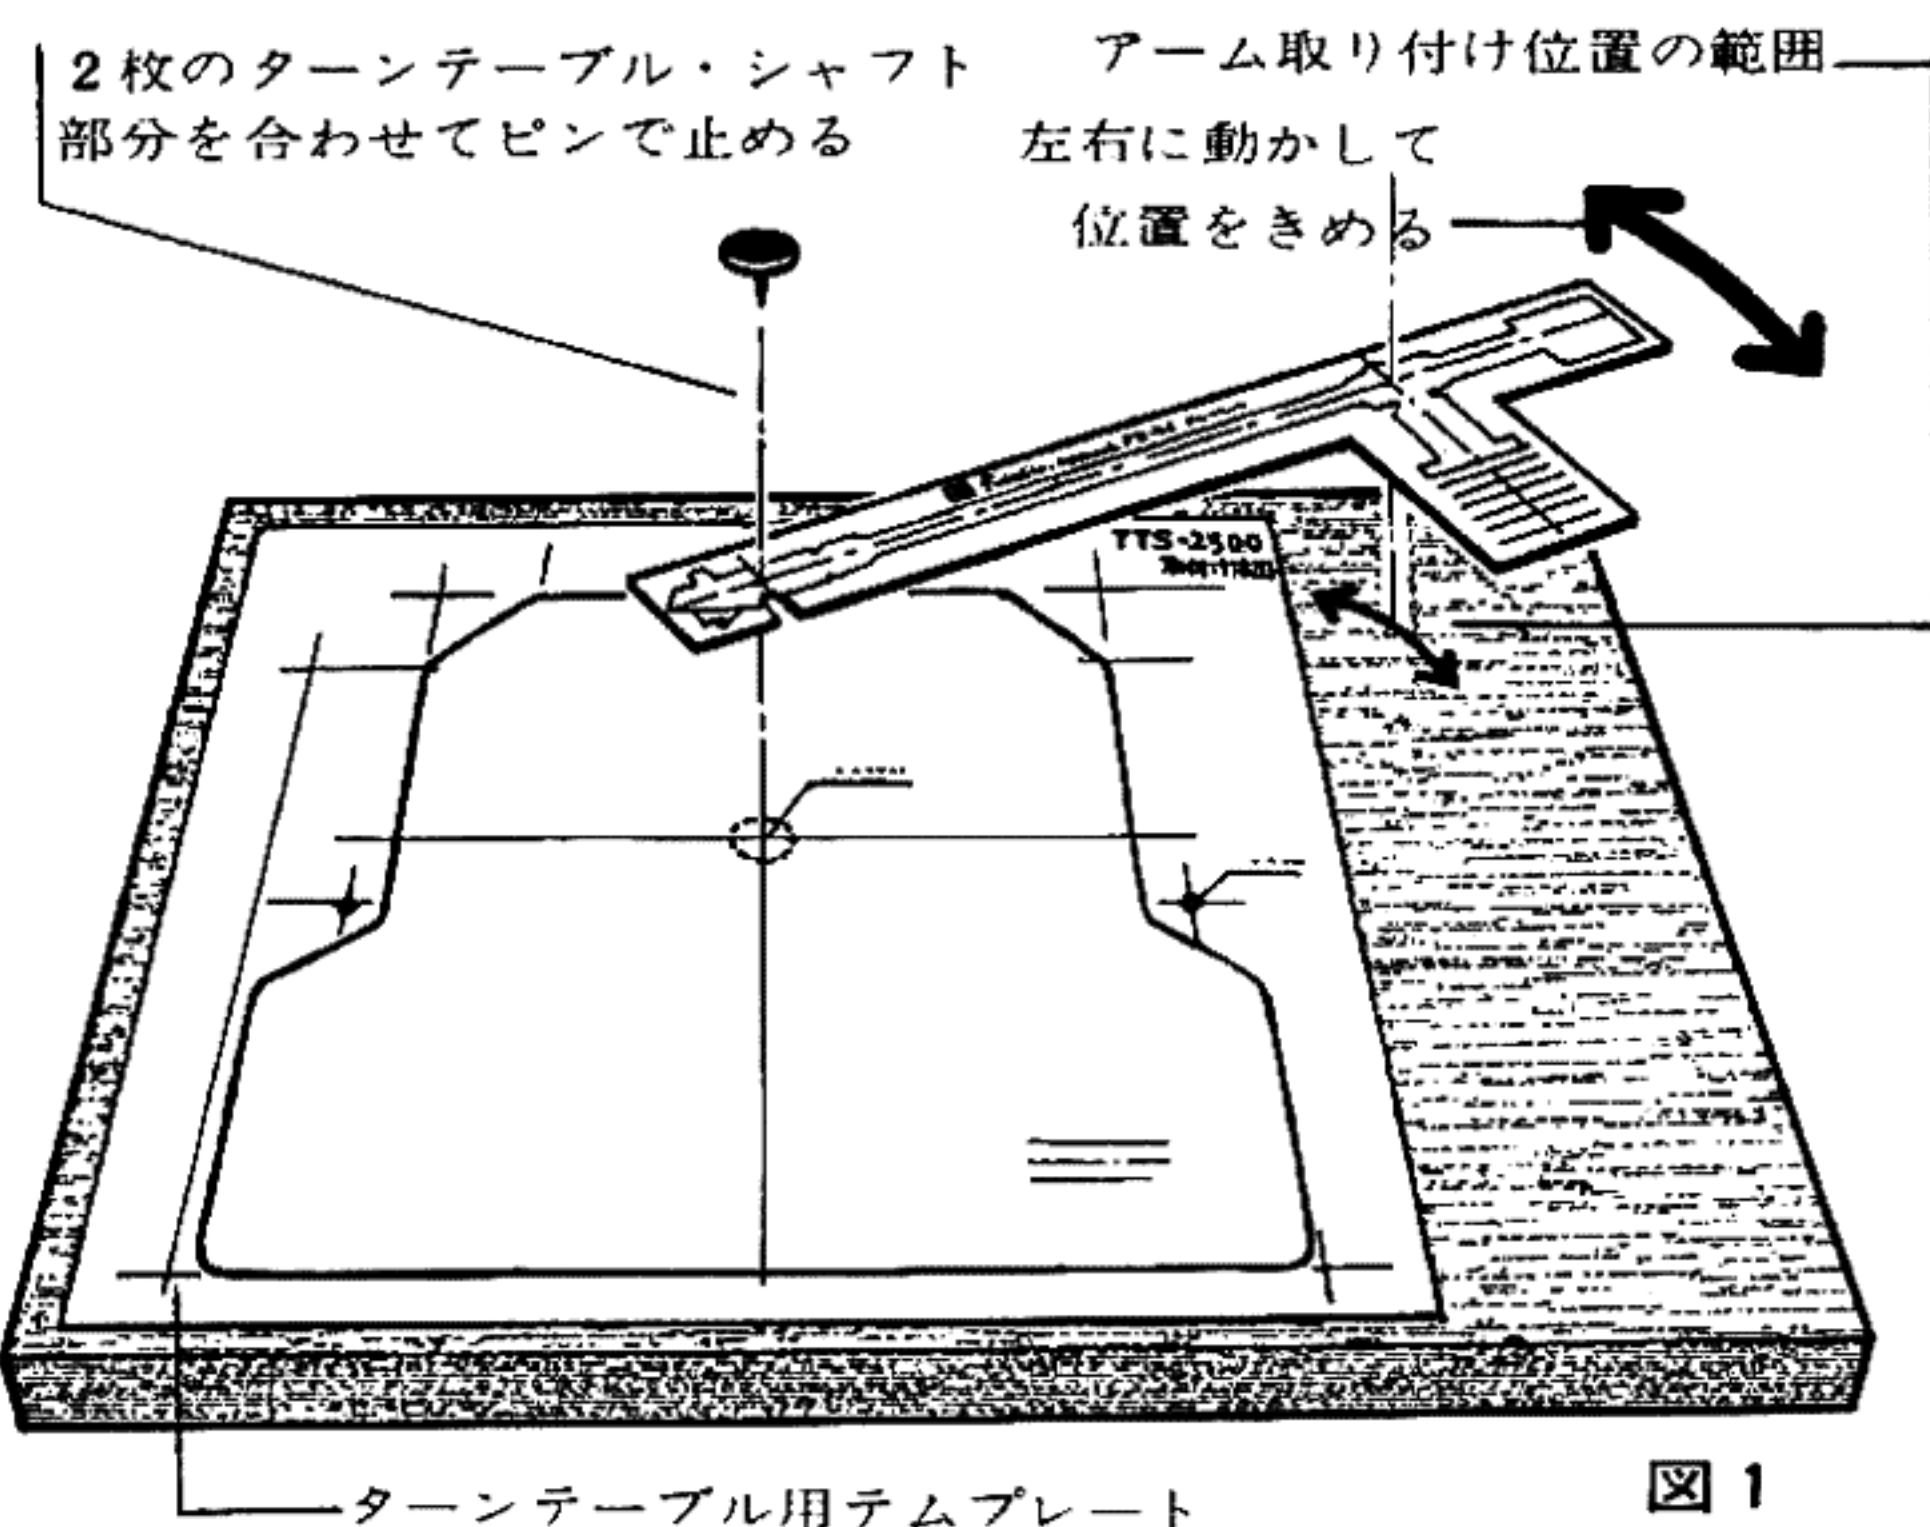 2枚のターンテーブル・シャフト
部分を合わせてピンで止める
アーム取り付け位置の範囲
左右に動かして
位置をきめる
TTS-2500
ターンテーブル用テムプレート
図1